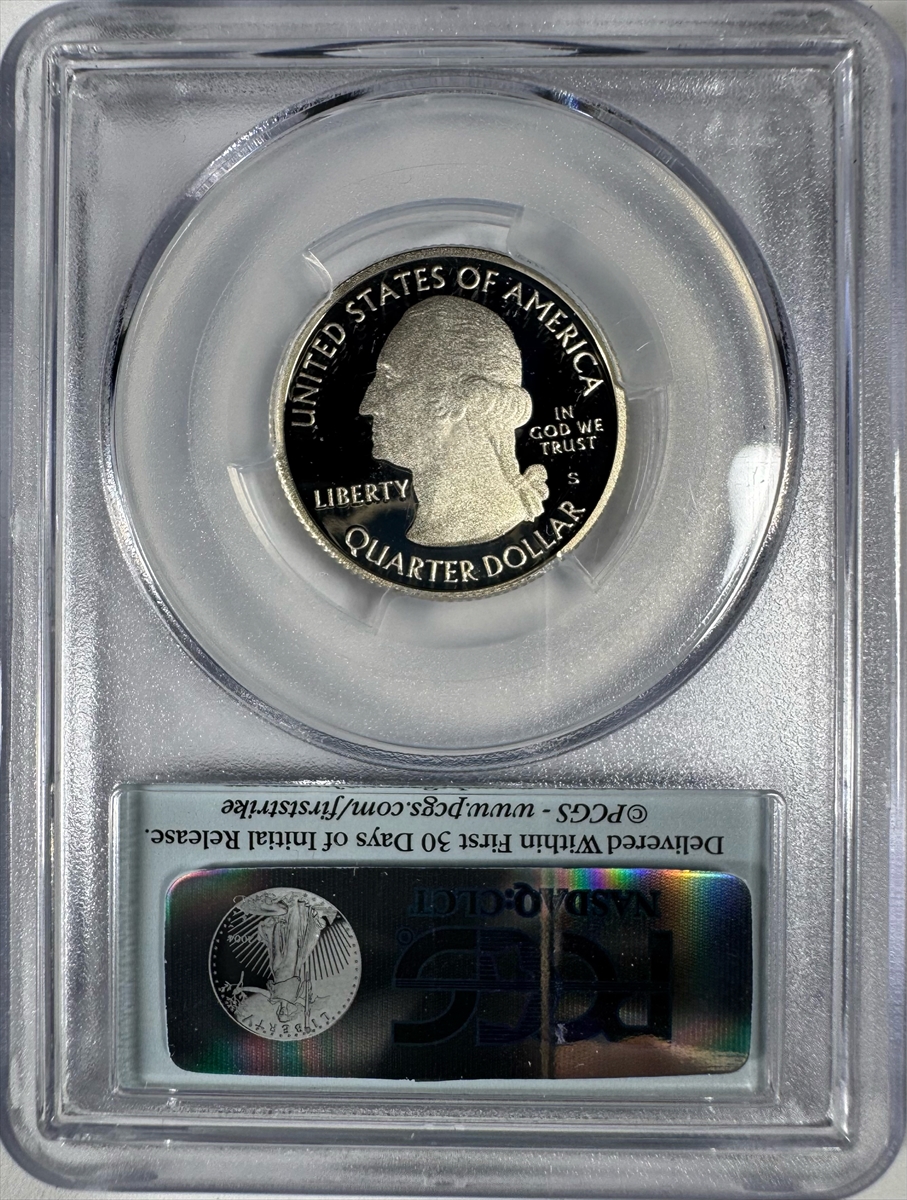 UNITED STATES OF AMERICA
IN
GOD WE
TRUST
S
LIBERTY
QUARTER DOLLAR
Delivered Within First 30 Days of Initial Release.
©PCGS - www.pcgs.com/firststrike
NASDAQ:CLCT
PCGS
LIBERTY
2004